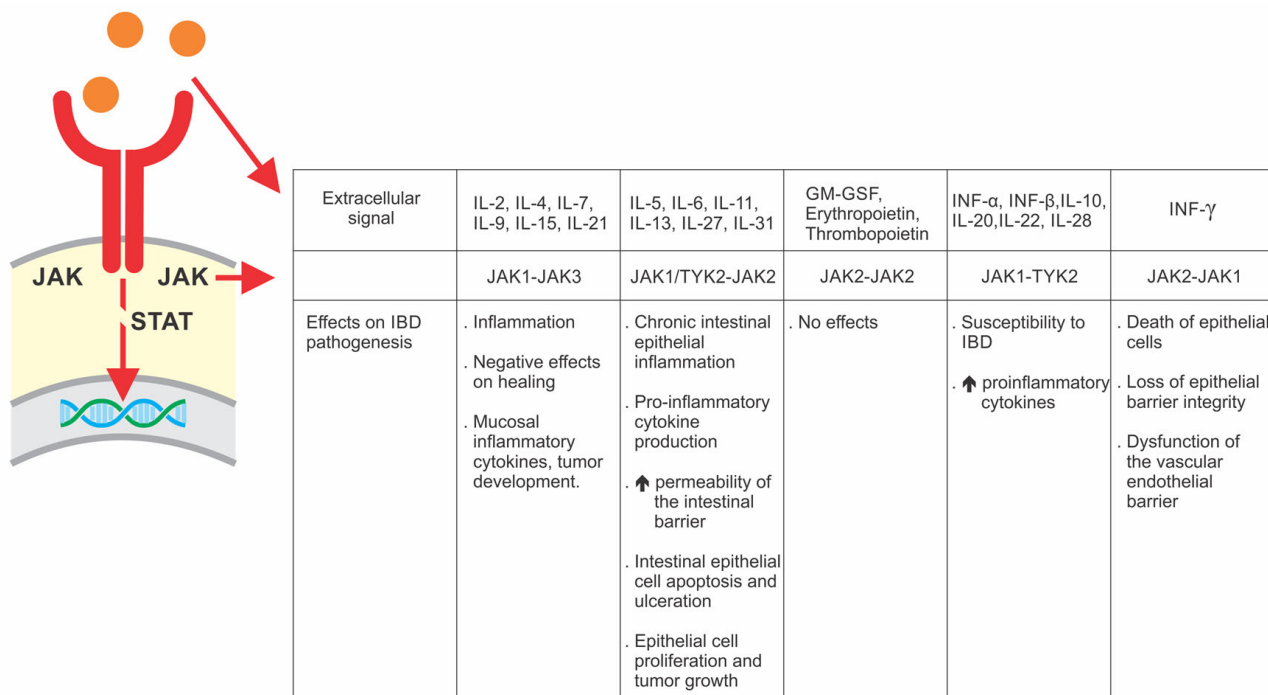 Extracellular
signal
IL-2, IL-4, IL-7,
IL-9, IL-15, IL-21
IL-5, IL-6, IL-11,
IL-13, IL-27, IL-31
GM-GSF,
Erythropoietin,
Thrombopoietin
INF-α, INF-β,IL-10,
IL-20,IL-22, IL-28
INF-γ
JAK
JAK
STAT
JAK1-JAK3
JAK1/TYK2-JAK2
JAK2-JAK2
JAK1-TYK2
JAK2-JAK1
Effects on IBD
pathogenesis
. Inflammation
. Negative effects
on healing
. Mucosal
inflammatory
cytokines, tumor
development.
. Chronic intestinal
epithelial
inflammation
. Pro-inflammatory
cytokine
production
. ↑ permeability of
the intestinal
barrier
. Intestinal epithelial
cell apoptosis and
ulceration
. Epithelial cell
proliferation and
tumor growth
. No effects
. Susceptibility to
IBD
. ↑ proinflammatory
cytokines
. Death of epithelial
cells
. Loss of epithelial
barrier integrity
. Dysfunction of
the vascular
endothelial
barrier